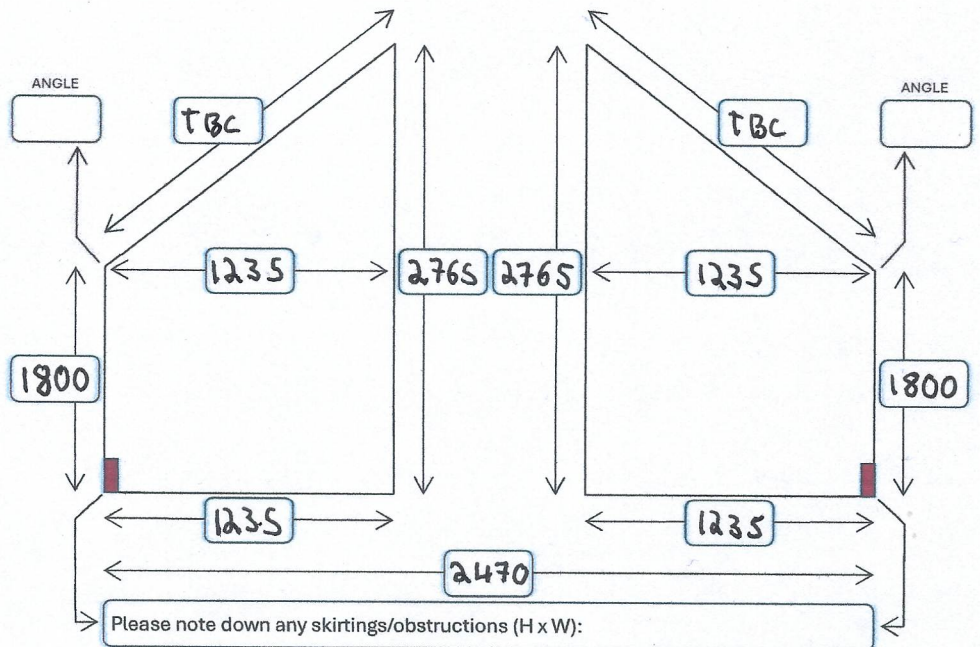 ANGLE
ANGLE
TBC
TBC
1235
2765
2765
1235
1800
1800
1235
1235
2470
Please note down any skirtings/obstructions (H x W):